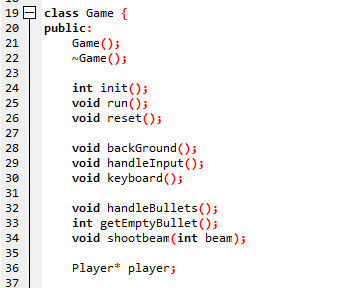 19 class Game {
20 public:
21 Game();
22 ~Game();
23
24 int init();
25 void run();
26 void reset();
27
28 void backGround();
29 void handleInput();
30 void keyboard();
31
32 void handleBullets();
33 int getEmptyBullet();
34 void shootbeam(int beam);
35
36 Player* player;
37